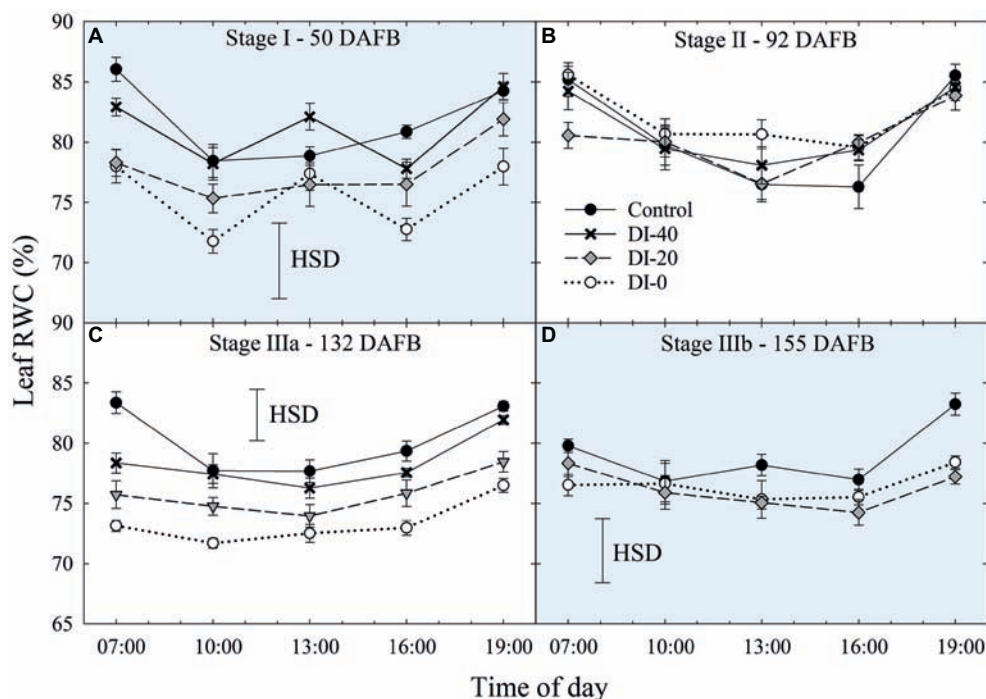 Leaf RWC (%)
90
85
80
75
70
90
85
80
75
70
65
A
Stage I - 50 DAFB
HSD
B
Stage II - 92 DAFB
Control
DI-40
DI-20
DI-0
C
Stage IIIa - 132 DAFB
HSD
D
Stage IIIb - 155 DAFB
HSD
07:00 10:00 13:00 16:00 19:00 07:00 10:00 13:00 16:00 19:00
Time of day